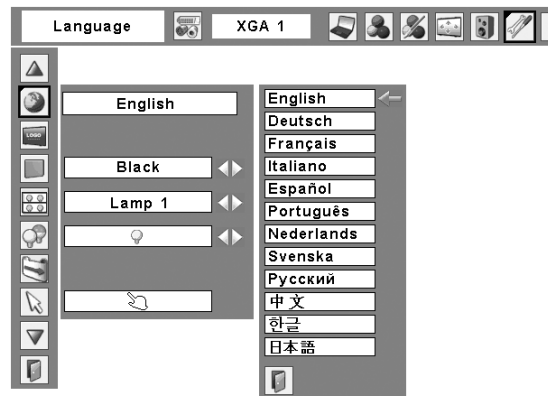 Language
XGA 1
LOGO
English
Black
Lamp 1
English
Deutsch
Français
Italiano
Español
Português
Nederlands
Svenska
Русский
中文
한글
日本語